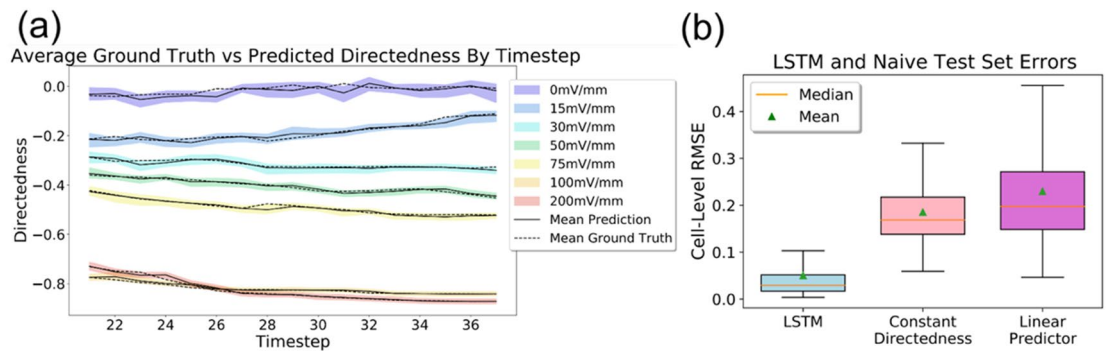 (a)
Average Ground Truth vs Predicted Directedness By Timestep
0.0
−0.2
−0.4
−0.6
−0.8
Directedness
22 24 26 28 30 32 34 36
Timestep
0mV/mm
15mV/mm
30mV/mm
50mV/mm
75mV/mm
100mV/mm
200mV/mm
Mean Prediction
Mean Ground Truth
(b)
LSTM and Naive Test Set Errors
Median
Mean
0.4
0.3
0.2
0.1
0.0
Cell-Level RMSE
LSTM
Constant
Directedness
Linear
Predictor